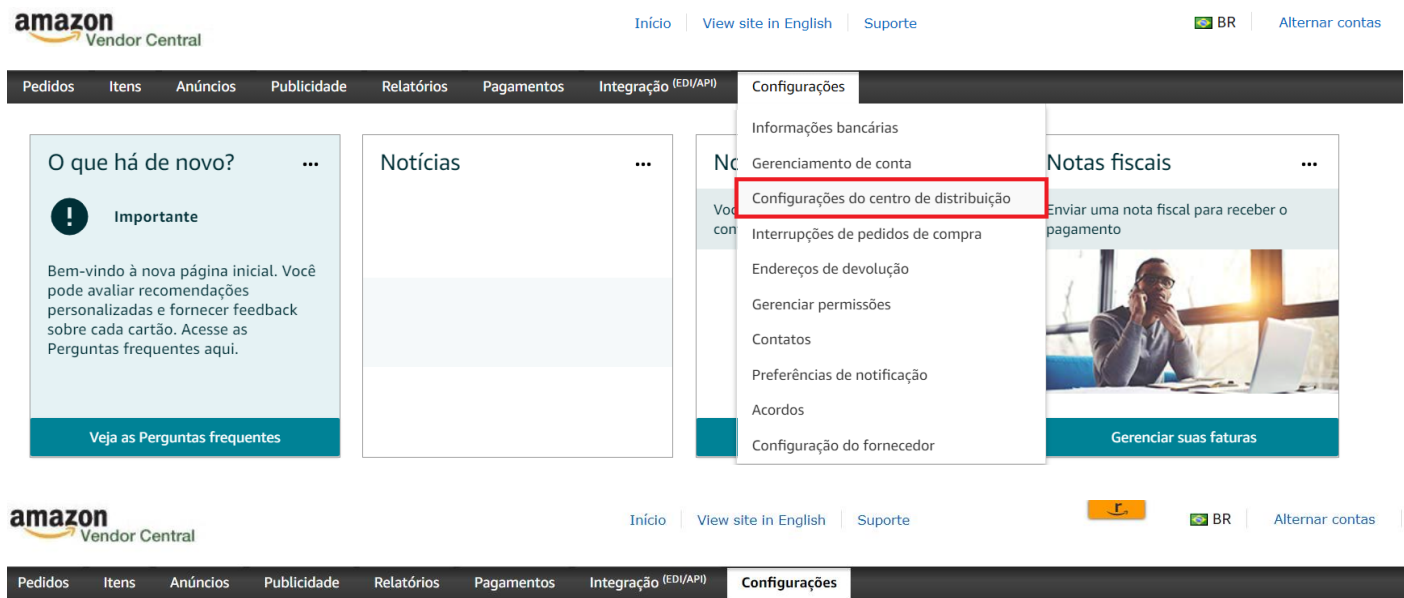 amazon
Vendor Central
Início View site in English Suporte
BR Alternar contas
Pedidos Itens Anúncios Publicidade Relatórios Pagamentos Integração (EDI/API) Configurações
O que há de novo? ...
Importante
Bem-vindo à nova página inicial. Você
pode avaliar recomendações
personalizadas e fornecer feedback
sobre cada cartão. Acesse as
Perguntas frequentes aqui.
Veja as Perguntas frequentes
Notícias ...
Informações bancárias
Gerenciamento de conta
Configurações do centro de distribuição
Interrupções de pedidos de compra
Endereços de devolução
Gerenciar permissões
Contatos
Preferências de notificação
Acordos
Configuração do fornecedor
Notas fiscais ...
Enviar uma nota fiscal para receber o
pagamento
Gerenciar suas faturas
amazon
Vendor Central
Início View site in English Suporte
r
BR Alternar contas
Pedidos Itens Anúncios Publicidade Relatórios Pagamentos Integração (EDI/API) Configurações